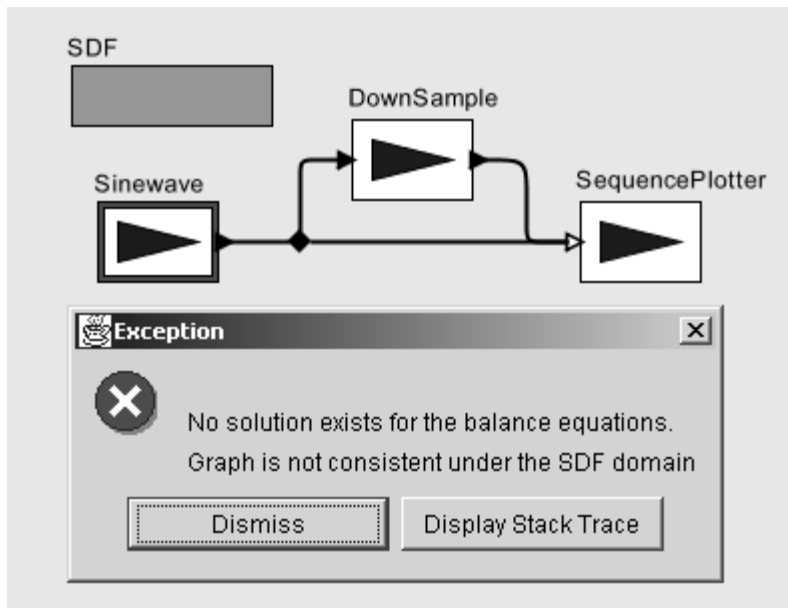 SDF
DownSample
Sinewave
SequencePlotter
Exception
No solution exists for the balance equations.
Graph is not consistent under the SDF domain
Dismiss
Display Stack Trace